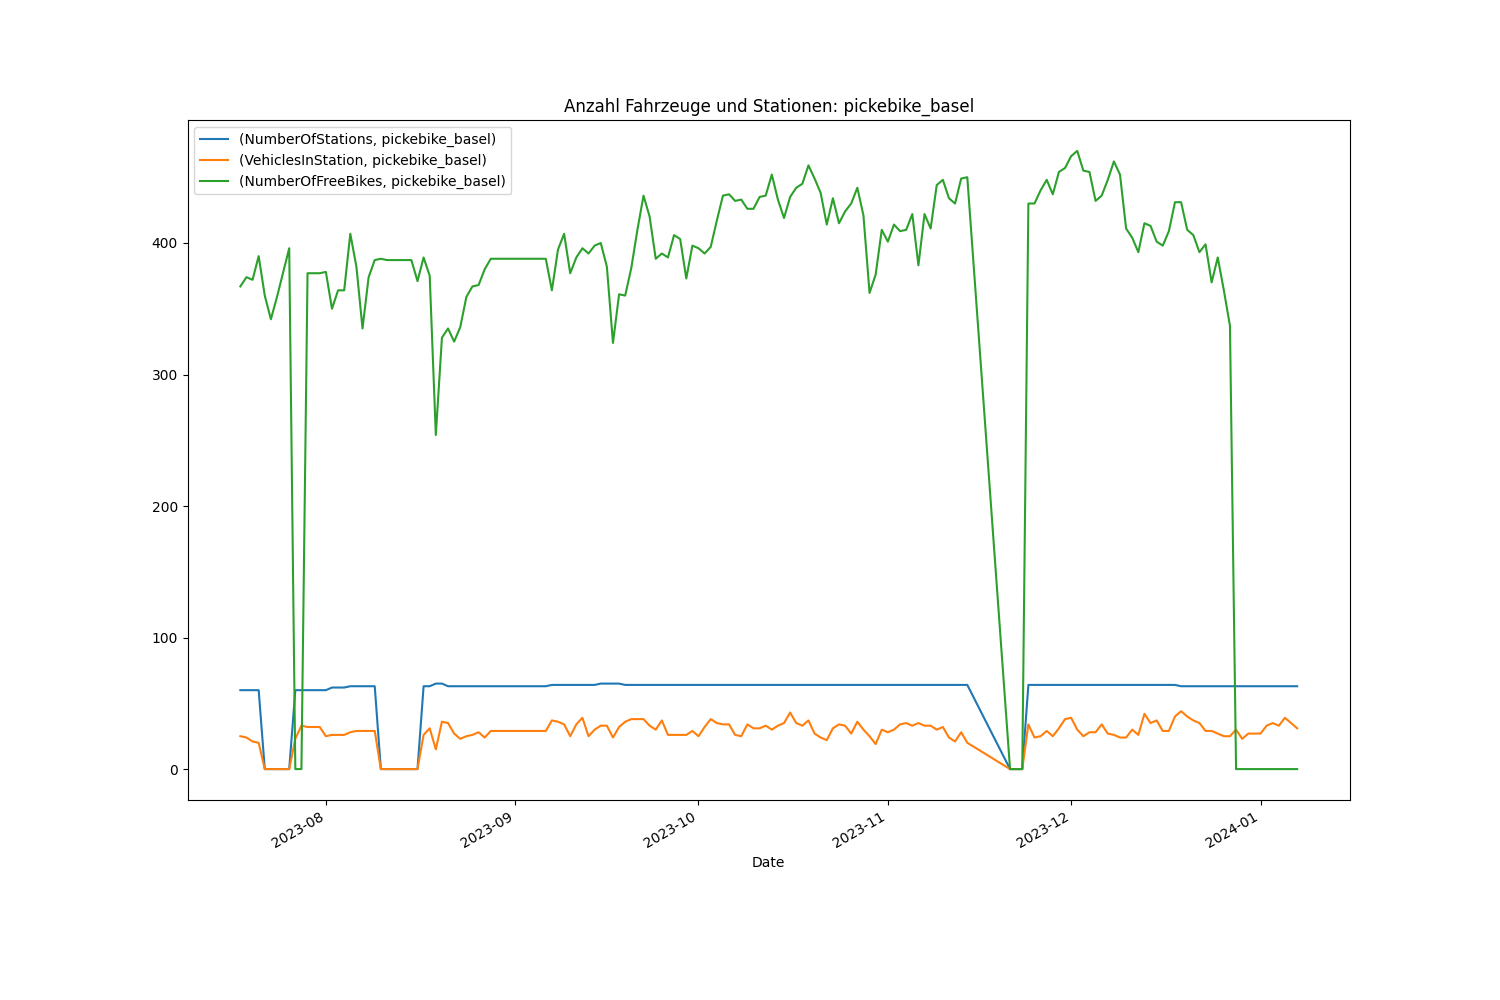 Anzahl Fahrzeuge und Stationen: pickebike_basel
(NumberOfStations, pickebike_basel)
(VehiclesInStation, pickebike_basel)
(NumberOfFreeBikes, pickebike_basel)
400
300
200
100
0
2023-08
2023-09
2023-10
2023-11
2023-12
2024-01
Date